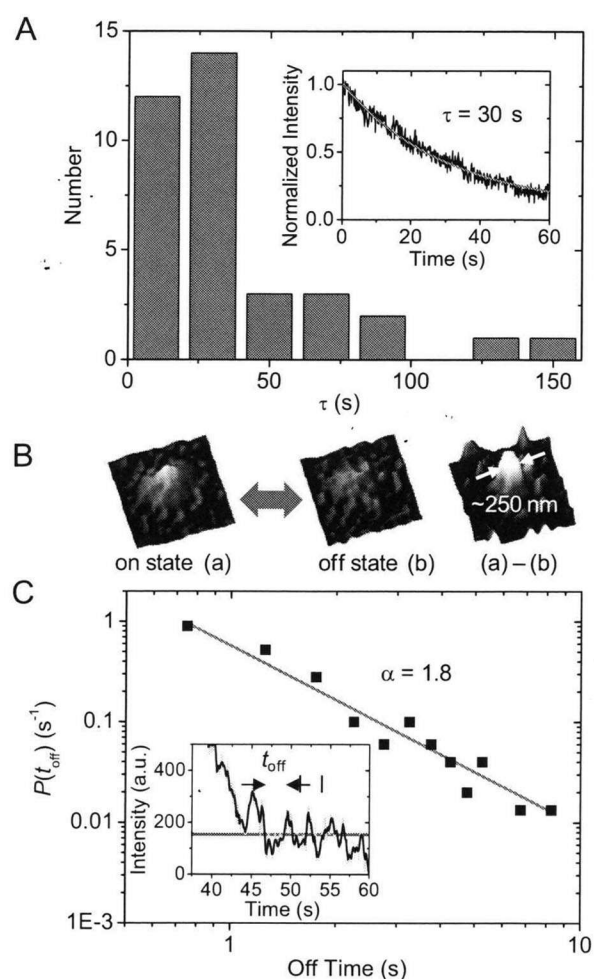 A
15
10
5
0
Number
0
50
100
150
τ (s)
1.0
0.5
0.0
Normalized Intensity
τ = 30 s
0
20
40
60
Time (s)
B
~250 nm
on state (a)
off state (b)
(a) – (b)
C
1
0.1
0.01
1E-3
P(t_off) (s⁻¹)
α = 1.8
400
200
0
Intensity (a.u.)
t_off
40
45
50
55
60
Time (s)
1
10
Off Time (s)